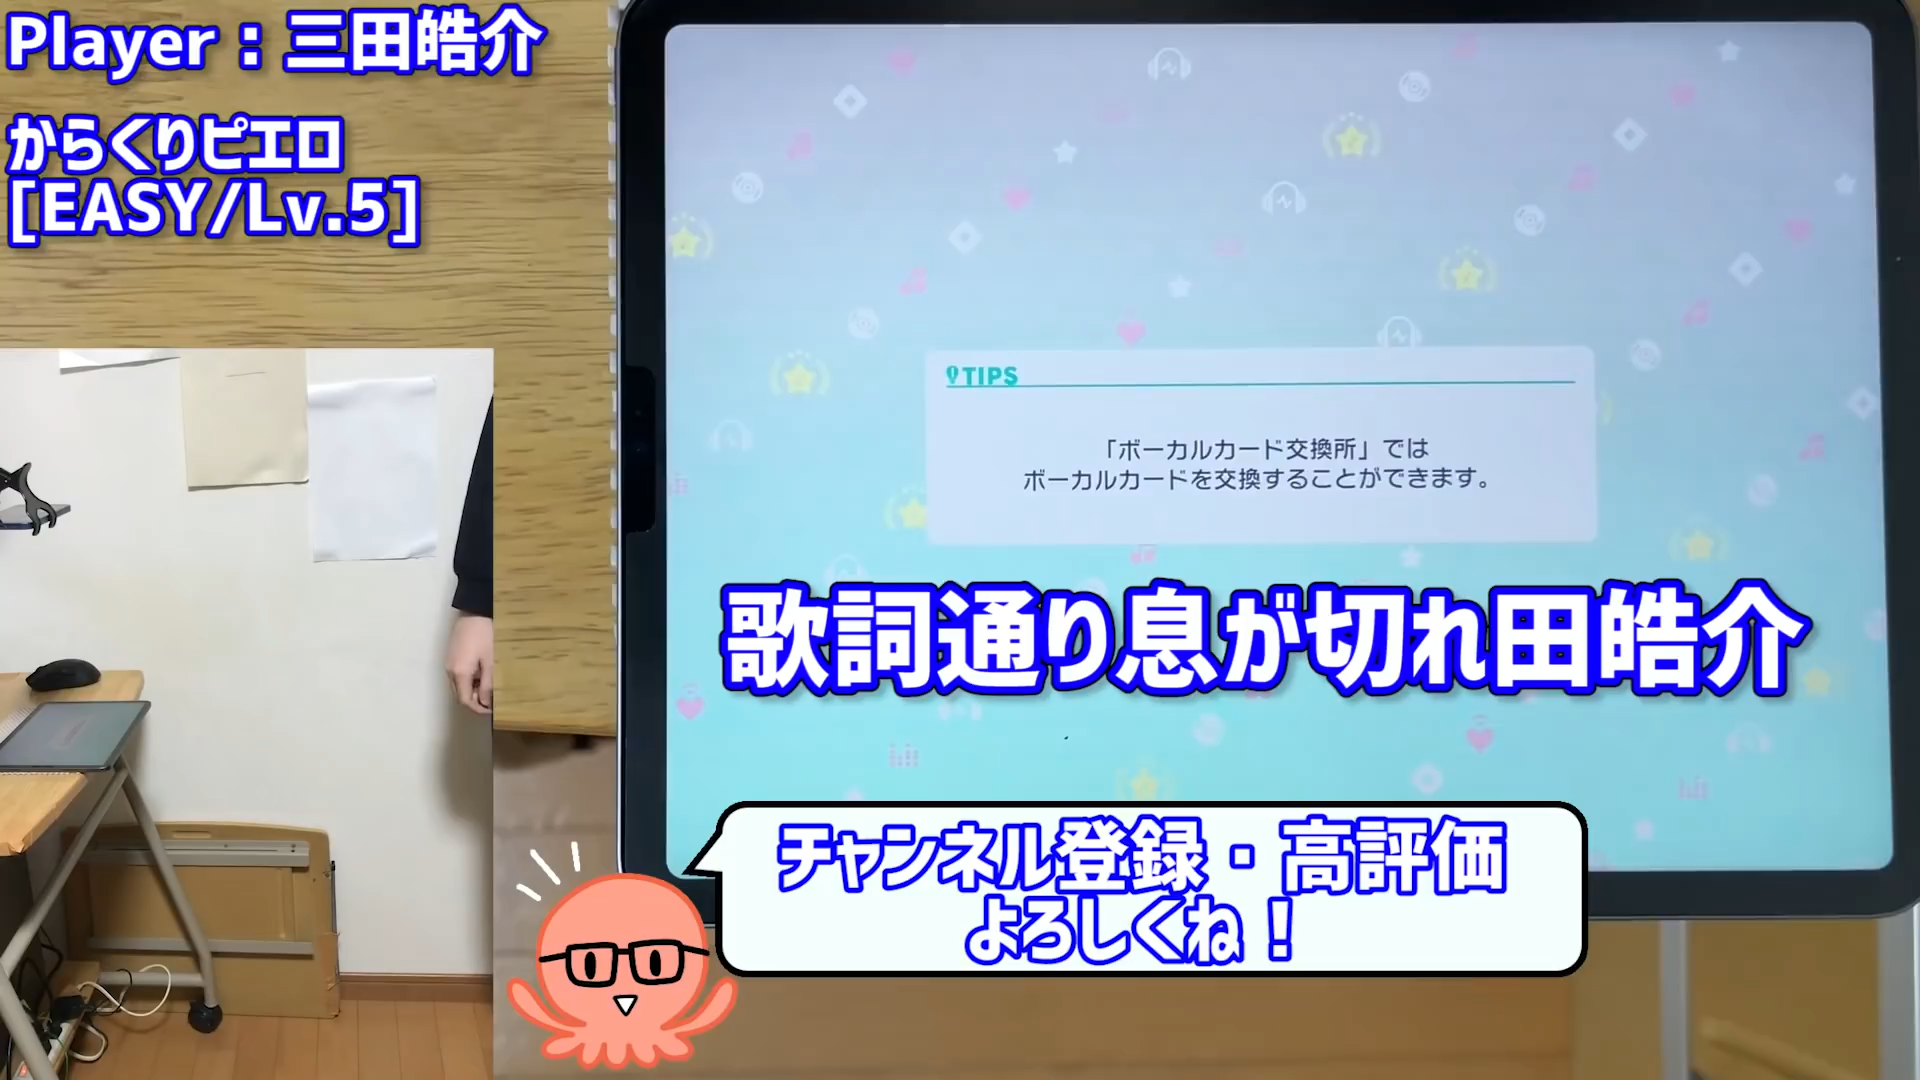 Player：三田皓介
からくりピエロ
[EASY/Lv.5]
TIPS
「ボーカルカード交換所」では
ボーカルカードを交換することができます。
歌詞通り息が切れ田皓介
チャンネル登録・高評価
よろしくね！